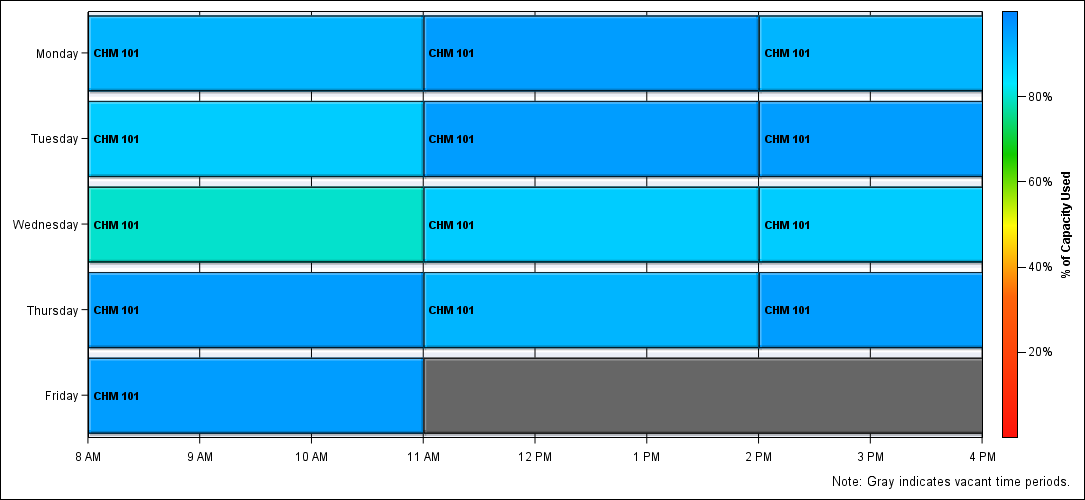 Monday
CHM 101
CHM 101
CHM 101
Tuesday
CHM 101
CHM 101
CHM 101
Wednesday
CHM 101
CHM 101
CHM 101
Thursday
CHM 101
CHM 101
CHM 101
Friday
CHM 101
8 AM
9 AM
10 AM
11 AM
12 PM
1 PM
2 PM
3 PM
4 PM
80%
60%
40%
20%
% of Capacity Used
Note: Gray indicates vacant time periods.